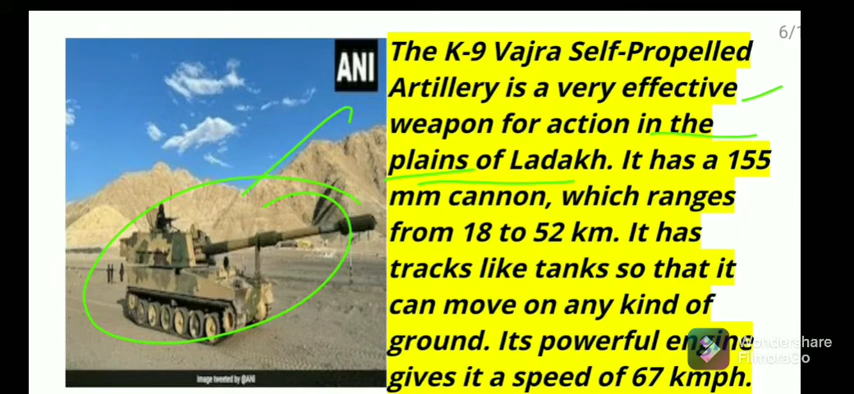 6/1
ANI
The K-9 Vajra Self-Propelled
Artillery is a very effective
weapon for action in the
plains of Ladakh. It has a 155
mm cannon, which ranges
from 18 to 52 km. It has
tracks like tanks so that it
can move on any kind of
ground. Its powerful engine
gives it a speed of 67 kmph.
Wondershare
FilmoraGo
Image tweeted by @ANI